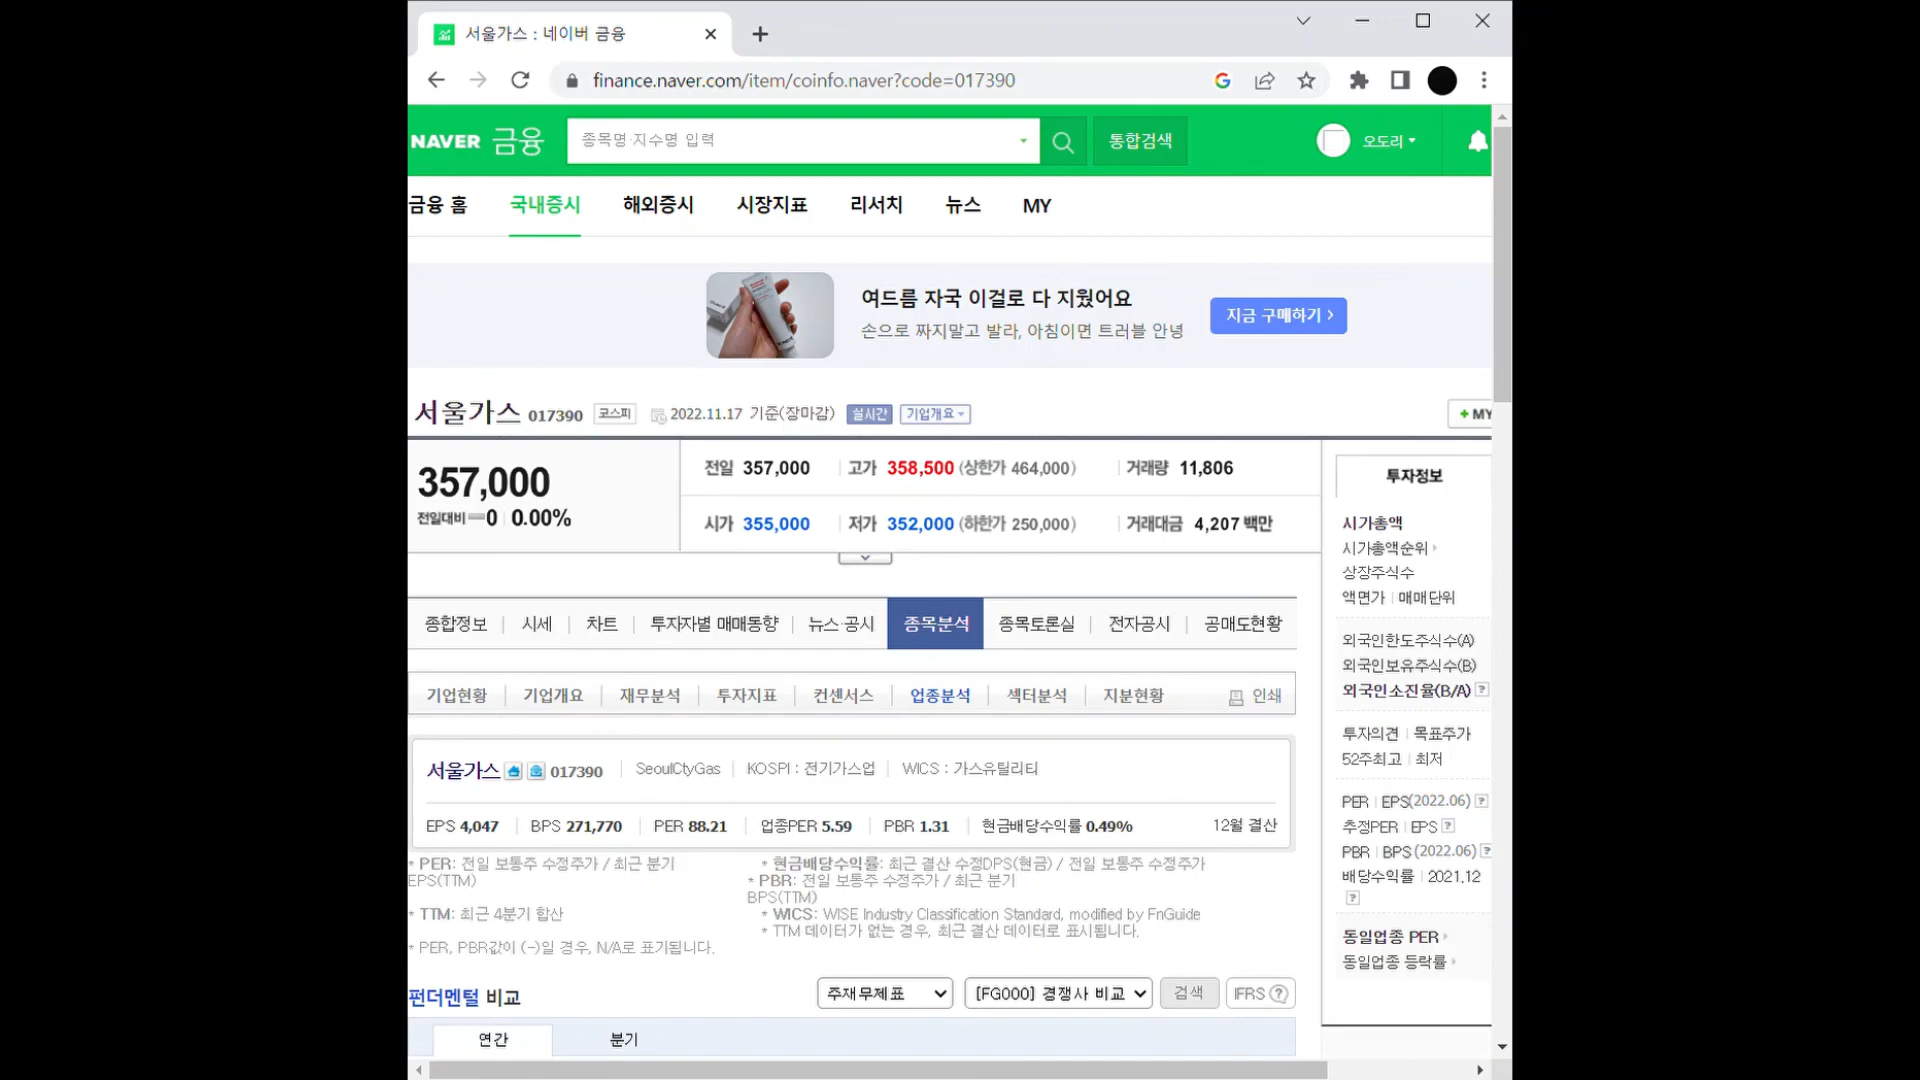 서울가스 : 네이버 금융
finance.naver.com/item/coinfo.naver?code=017390
NAVER 금융 종목명·지수명 입력 통합검색 오도리
금융 홈 국내증시 해외증시 시장지표 리서치 뉴스 MY
여드름 자국 이걸로 다 지웠어요
손으로 짜지말고 발라, 아침이면 트러블 안녕
지금 구매하기 >
서울가스 017390 코스피 2022.11.17 기준(장마감) 실시간 기업개요 + MY
357,000
전일대비 0 0.00%
전일 357,000 고가 358,500 (상한가 464,000) 거래량 11,806
시가 355,000 저가 352,000 (하한가 250,000) 거래대금 4,207 백만
투자정보
시가총액
시가총액순위
상장주식수
액면가 | 매매단위
외국인한도주식수(A)
외국인보유주식수(B)
외국인소진율(B/A) ?
투자의견 | 목표주가
52주최고 | 최저
PER | EPS(2022.06) ?
추정PER | EPS ?
PBR | BPS (2022.06) ?
배당수익률 | 2021.12
?
동일업종 PER
동일업종 등락률
종합정보 시세 차트 투자자별 매매동향 뉴스·공시 종목분석 종목토론실 전자공시 공매도현황
기업현황 기업개요 재무분석 투자지표 컨센서스 업종분석 섹터분석 지분현황 인쇄
서울가스 017390 SeoulCtyGas KOSPI : 전기가스업 WICS : 가스유틸리티
EPS 4,047 BPS 271,770 PER 88.21 업종PER 5.59 PBR 1.31 현금배당수익률 0.49% 12월 결산
* PER: 전일 보통주 수정주가 / 최근 분기
EPS(TTM)
* TTM: 최근 4분기 합산
* PER, PBR값이 (-)일 경우, N/A로 표기됩니다.
* 현금배당수익률: 최근 결산 수정DPS(현금) / 전일 보통주 수정주가
* PBR: 전일 보통주 수정주가 / 최근 분기
BPS(TTM)
* WICS: WISE Industry Classification Standard, modified by FnGuide
* TTM 데이터가 없는 경우, 최근 결산 데이터로 표시됩니다.
펀더멘털 비교 주재무제표 [FG000] 경쟁사 비교 검색 IFRS ?
연간 분기